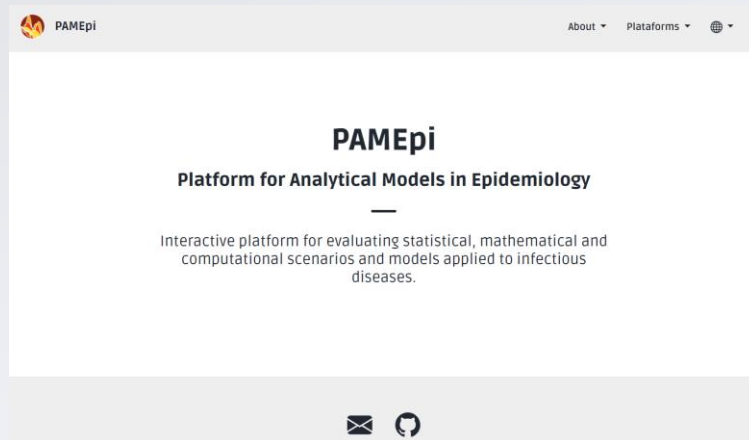 PAMEpi
About
Plataforms
PAMEpi
Platform for Analytical Models in Epidemiology
Interactive platform for evaluating statistical, mathematical and
computational scenarios and models applied to infectious
diseases.